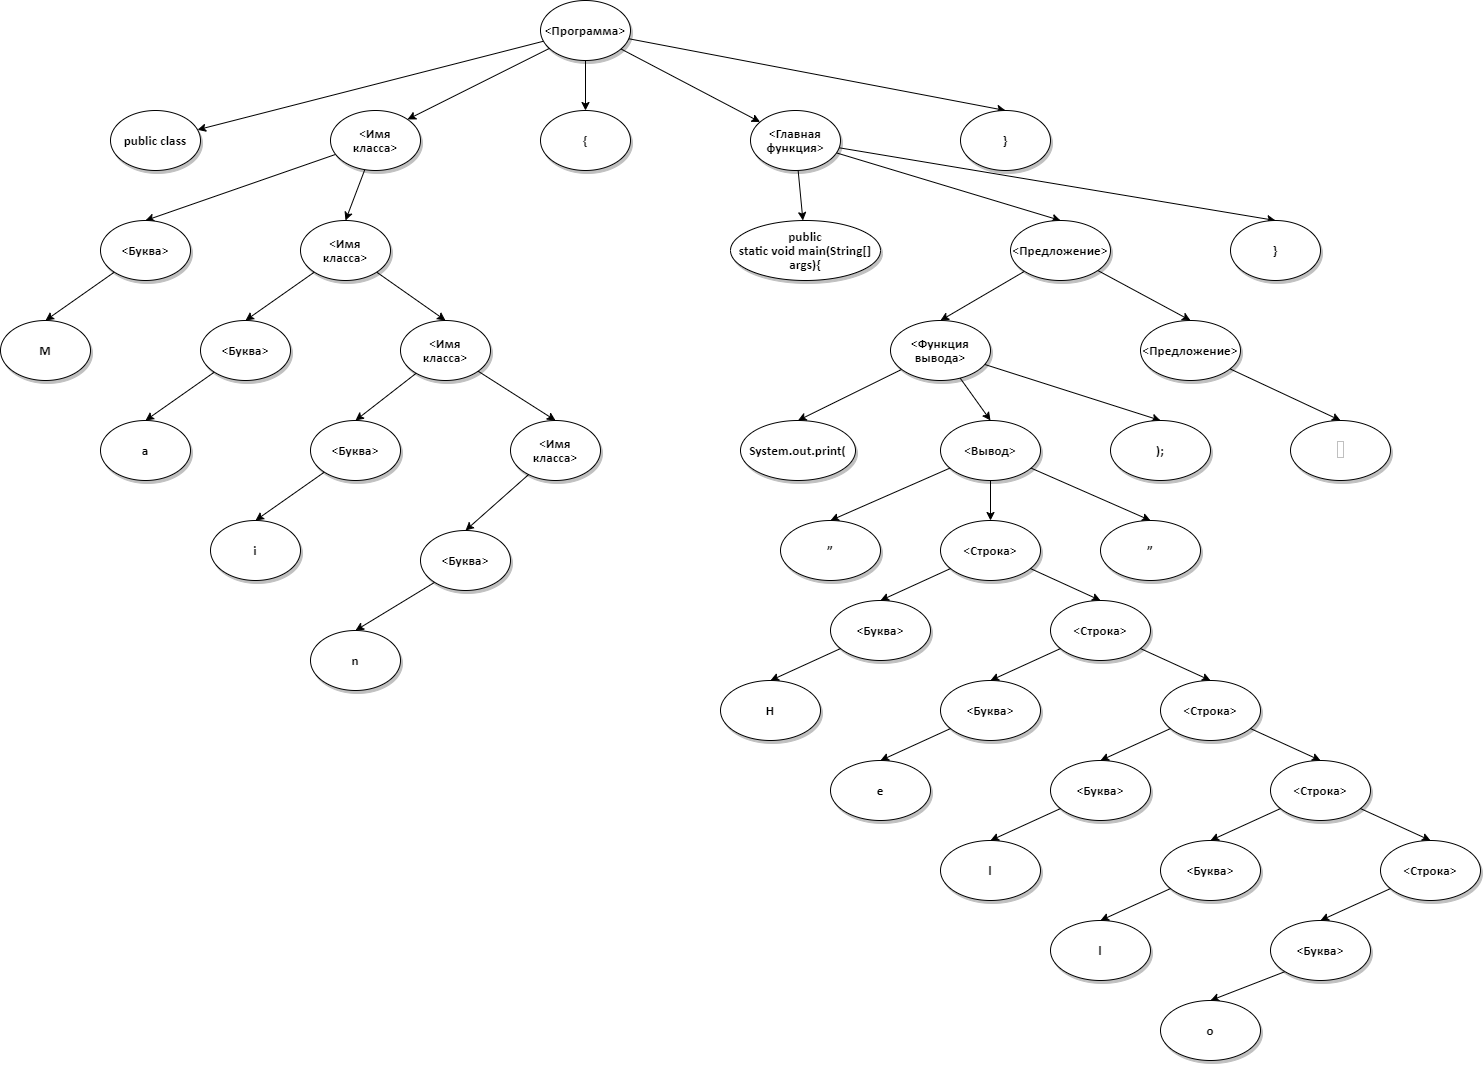 <Программа>
public class
<Имя
класса>
{
<Главная
функция>
}
<Буква>
<Имя
класса>
public
static void main(String[]
args){
<Предложение>
}
M
<Буква>
<Имя
класса>
<Функция
вывода>
<Предложение>
a
<Буква>
<Имя
класса>
System.out.print(
<Вывод>
);
i
<Буква>
”
<Строка>
”
n
<Буква>
<Строка>
H
<Буква>
<Строка>
e
<Буква>
<Строка>
l
<Буква>
<Строка>
l
<Буква>
o